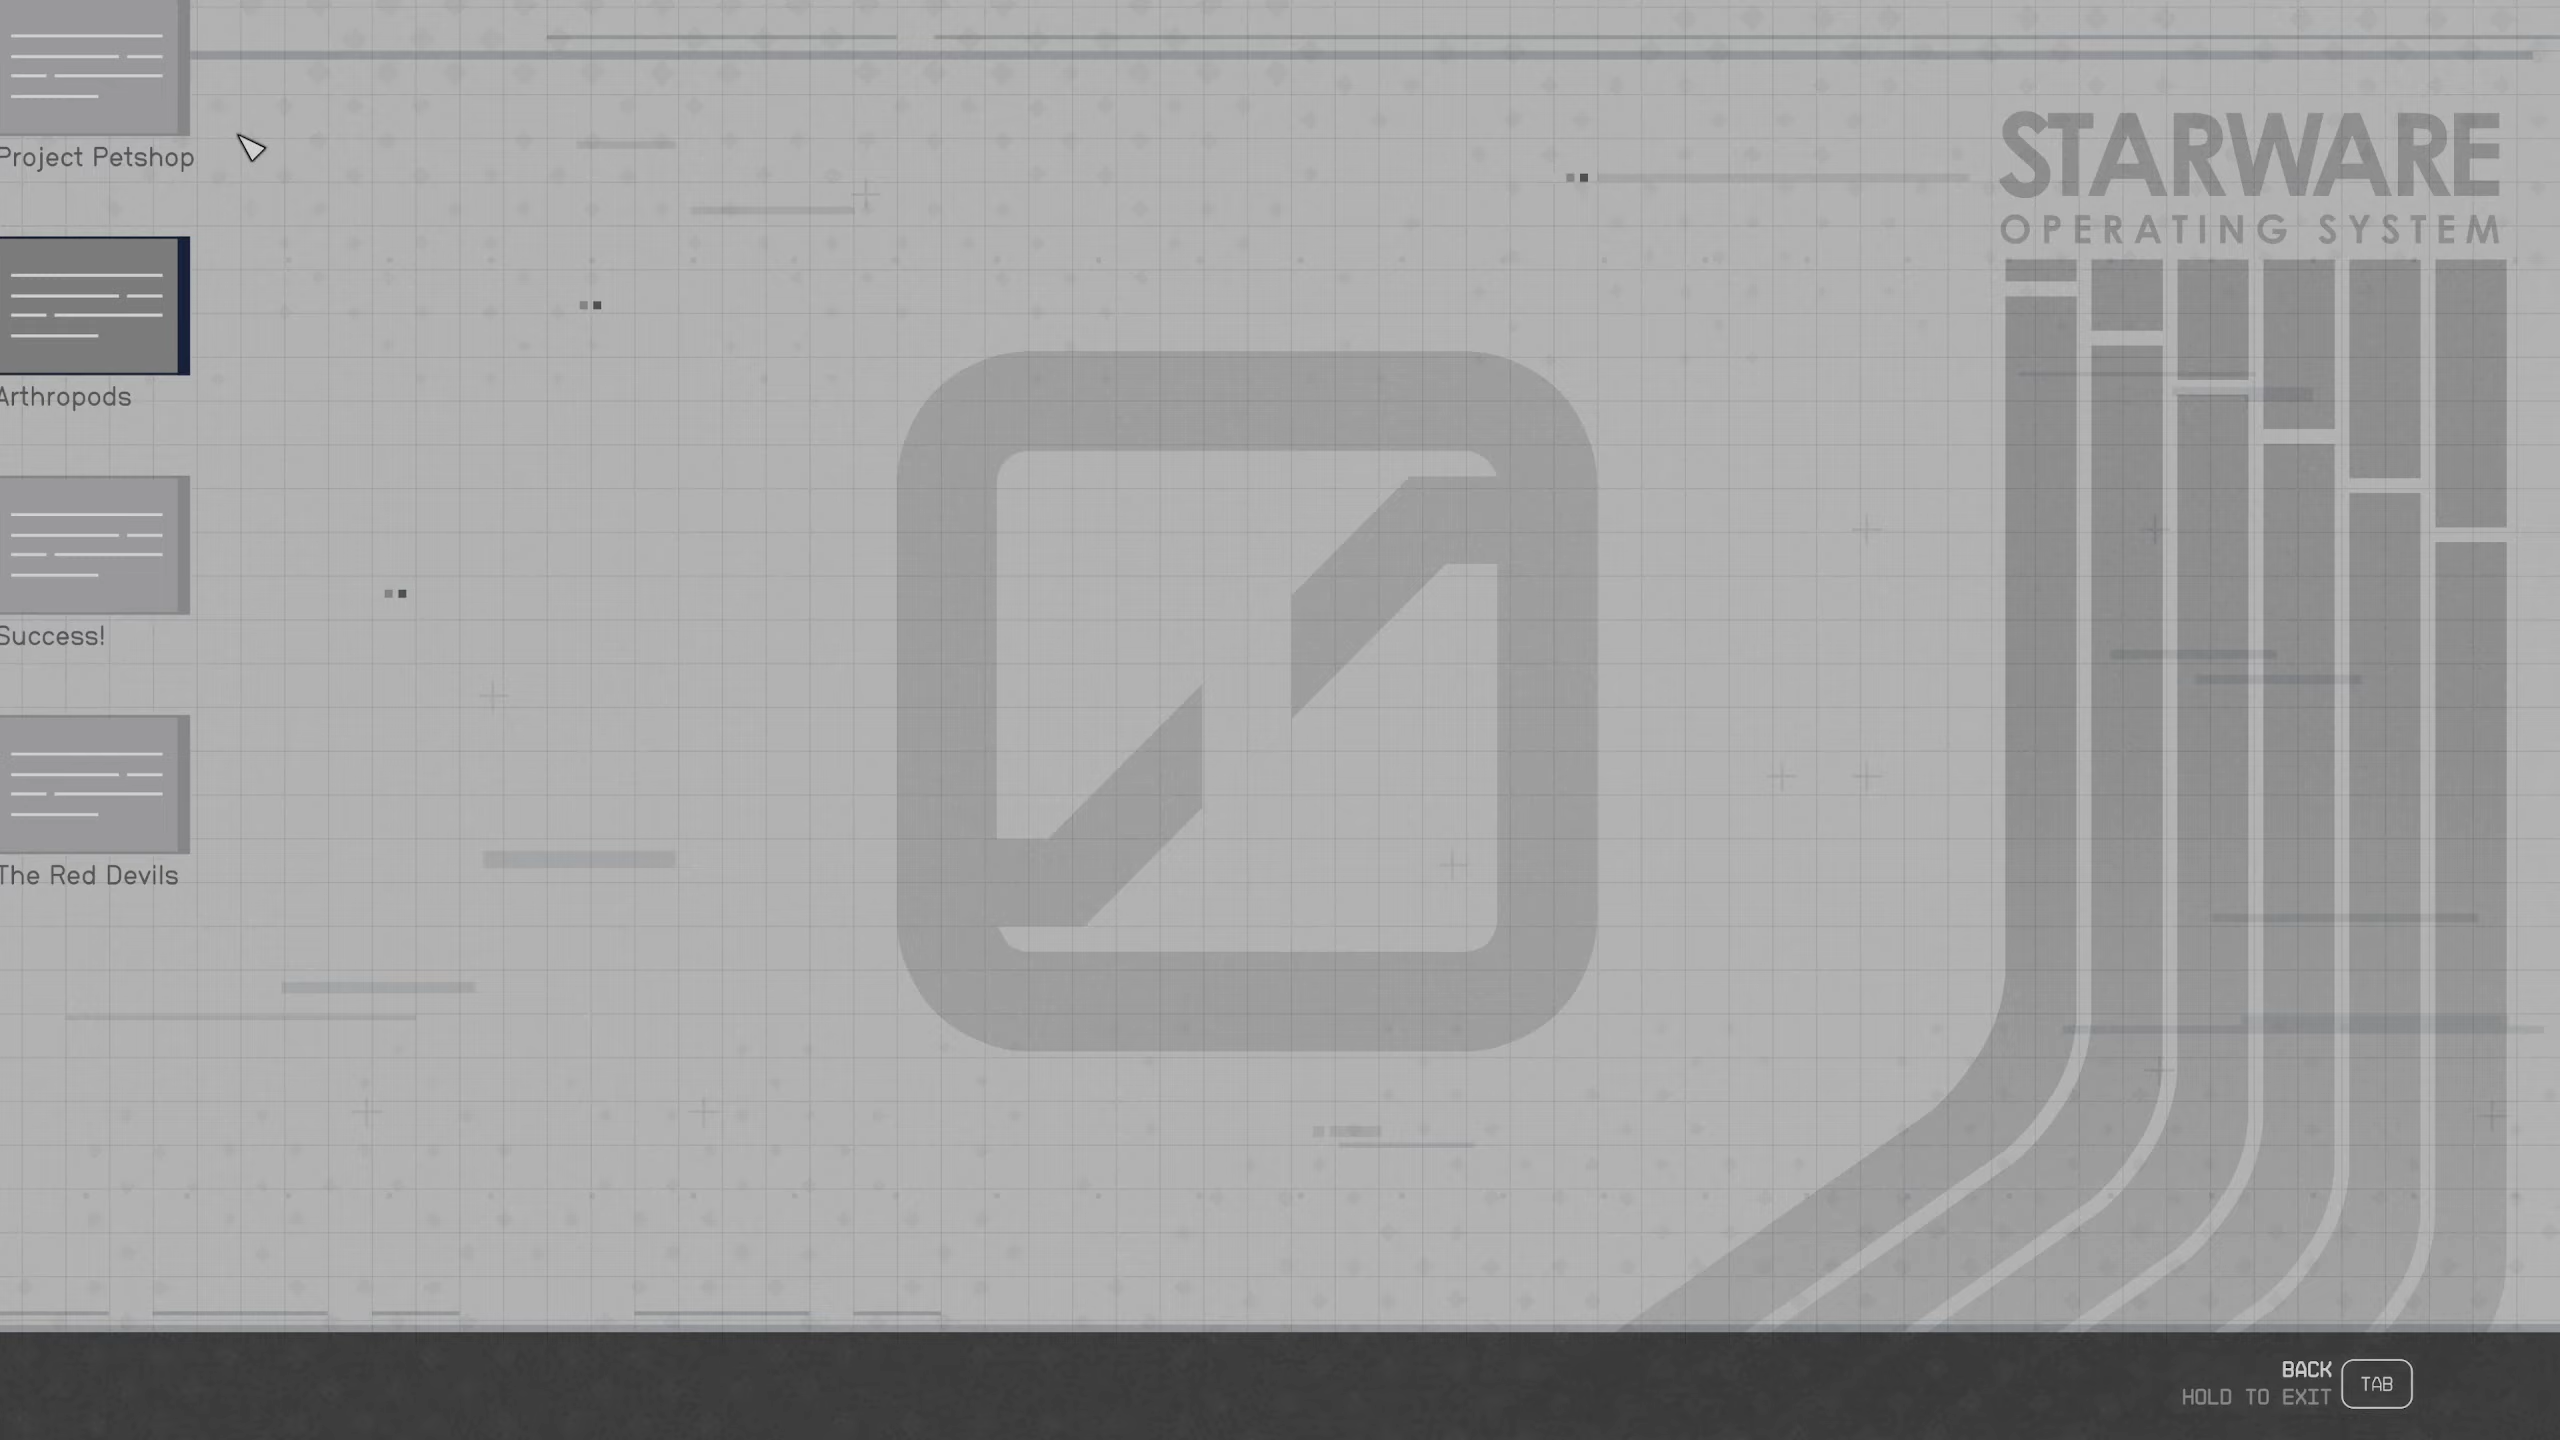 STARWARE
OPERATING SYSTEM
Project Petshop
Arthropods
Success!
The Red Devils
BACK
HOLD TO EXIT
TAB